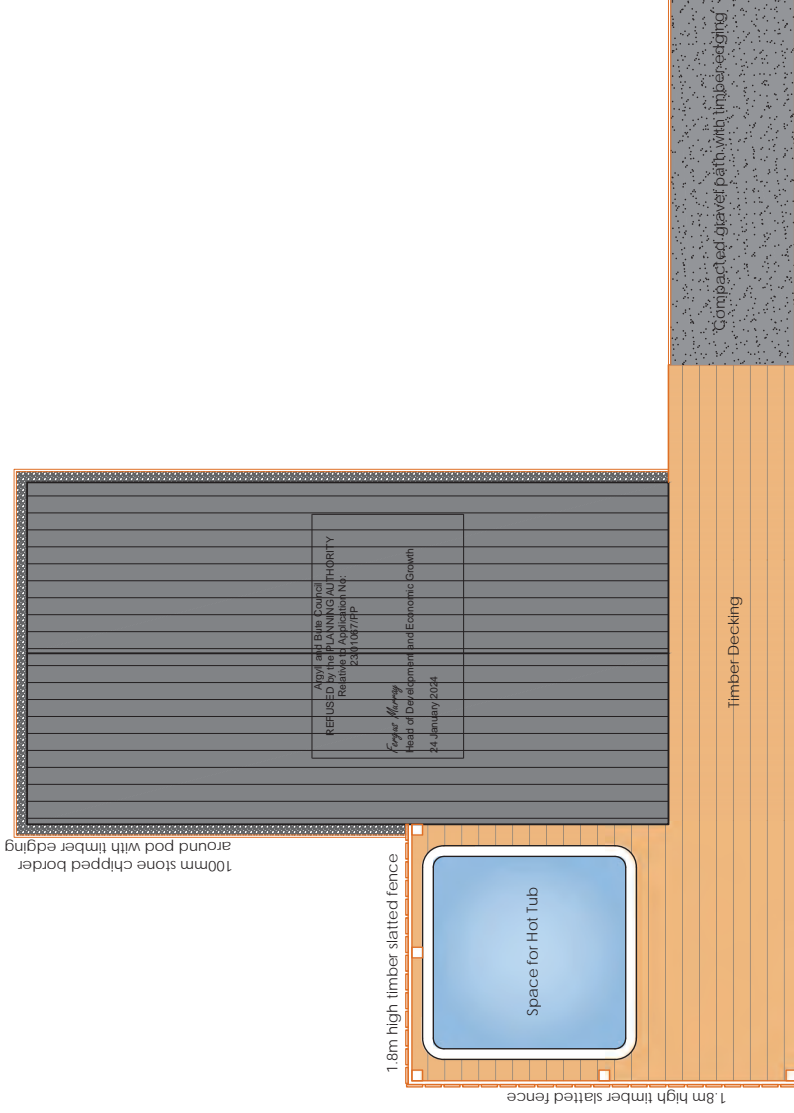 Compacted gravel path with timber edging
Argyll and Bute Council
REFUSED by the PLANNING AUTHORITY
Relative to Application No:
23/01067/PP
Fergus Murray
Head of Development and Economic Growth
24 January 2024
Timber Decking
100mm stone chipped border
around pod with timber edging
1.8m high timber slatted fence
Space for Hot Tub
1.8m high timber slatted fence